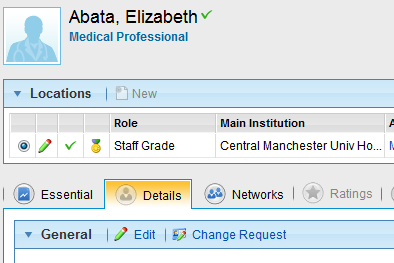 Abata, Elizabeth
Medical Professional
Locations New
Role Main Institution A
Staff Grade Central Manchester Univ Ho... M
Essential Details Networks Ratings
General Edit Change Request